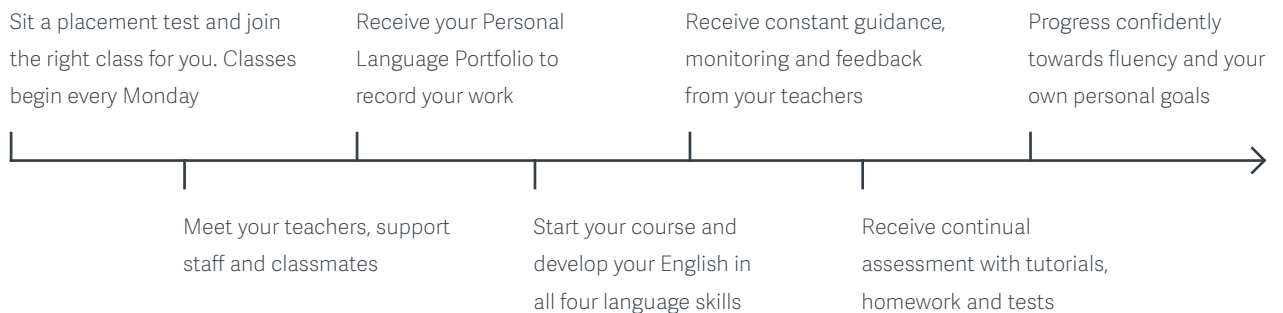 Sit a placement test and join
the right class for you. Classes
begin every Monday
Meet your teachers, support
staff and classmates
Receive your Personal
Language Portfolio to
record your work
Start your course and
develop your English in
all four language skills
Receive constant guidance,
monitoring and feedback
from your teachers
Receive continual
assessment with tutorials,
homework and tests
Progress confidently
towards fluency and your
own personal goals